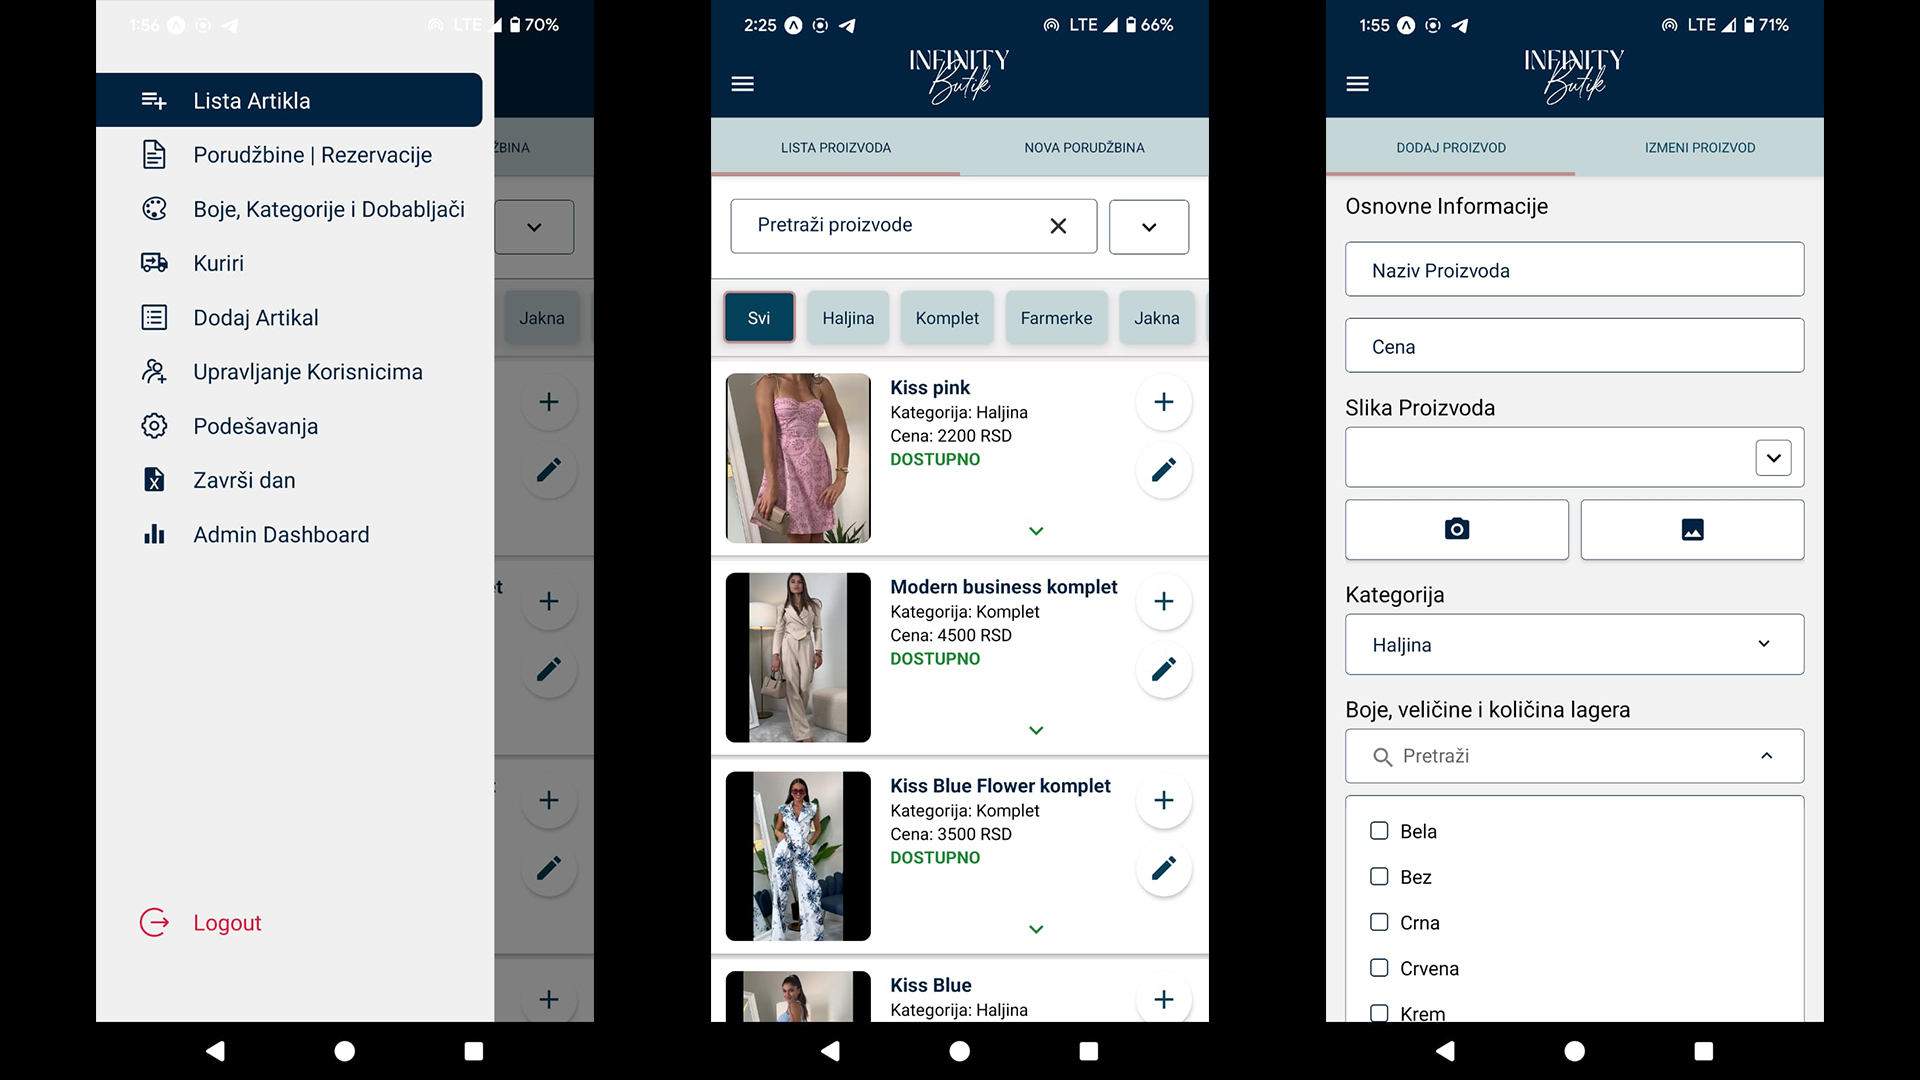 1:56
LTE
70%
Lista Artikla
Porudžbine | Rezervacije
Boje, Kategorije i Dobabljači
Kuriri
Dodaj Artikal
Upravljanje Korisnicima
Podešavanja
Završi dan
Admin Dashboard
Logout
ŽBINA
Jakna
2:25
LTE
66%
INFINITY
Butik
LISTA PROIZVODA
NOVA PORUDŽBINA
Pretraži proizvode
Svi
Haljina
Komplet
Farmerke
Jakna
Kiss pink
Kategorija: Haljina
Cena: 2200 RSD
DOSTUPNO
Modern business komplet
Kategorija: Komplet
Cena: 4500 RSD
DOSTUPNO
Kiss Blue Flower komplet
Kategorija: Komplet
Cena: 3500 RSD
DOSTUPNO
Kiss Blue
Kategorija: Haljina
1:55
LTE
71%
INFINITY
Butik
DODAJ PROIZVOD
IZMENI PROIZVOD
Osnovne Informacije
Naziv Proizvoda
Cena
Slika Proizvoda
Kategorija
Haljina
Boje, veličine i količina lagera
Pretraži
Bela
Bez
Crna
Crvena
Krem